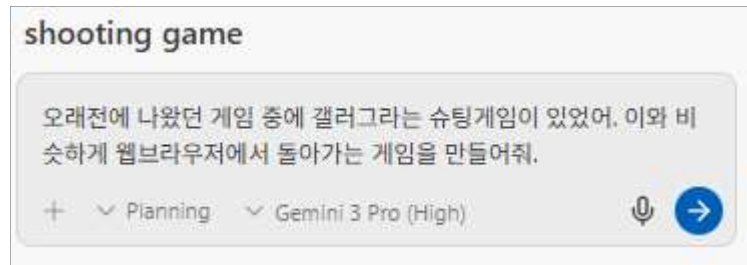 shooting game
오래전에 나왔던 게임 중에 갤러그라는 슈팅게임이 있었어. 이와 비
슷하게 웹브라우저에서 돌아가는 게임을 만들어줘.
Planning Gemini 3 Pro (High)